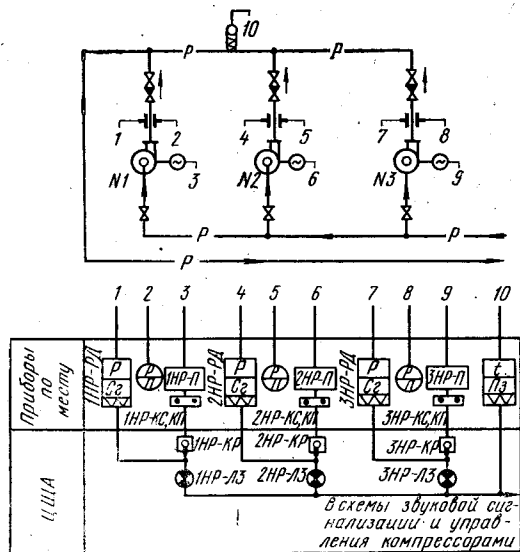 10
P P
1 2 4 5 7 8
N1 3 N2 6 N3 9
P P
P
1 2 3 4 5 6 7 8 9 10
Приборы по месту
1НР-РД P Сг P П 1НР-П 2НР-РД P Сг P П 2НР-П 3НР-РД P Сг P П 3НР-П t Пэ
1НР-КС,КП 2НР-КС,КП 3НР-КС,КП
ЦЩА
1НР-КР 2НР-КР 3НР-КР
1НР-ЛЗ 2НР-ЛЗ 3НР-ЛЗ
В схемы звуковой сиг-
нализации и управ-
ления компрессорами